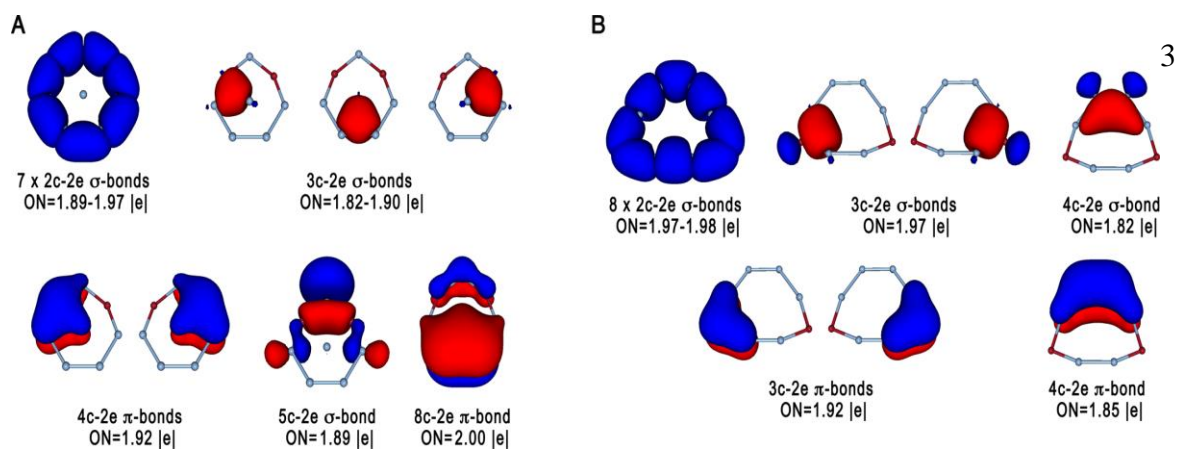 A
7 x 2c-2e σ-bonds
ON=1.89-1.97 |e|
3c-2e σ-bonds
ON=1.82-1.90 |e|
4c-2e π-bonds
ON=1.92 |e|
5c-2e σ-bond
ON=1.89 |e|
8c-2e π-bond
ON=2.00 |e|
B
3
8 x 2c-2e σ-bonds
ON=1.97-1.98 |e|
3c-2e σ-bonds
ON=1.97 |e|
4c-2e σ-bond
ON=1.82 |e|
3c-2e π-bonds
ON=1.92 |e|
4c-2e π-bond
ON=1.85 |e|